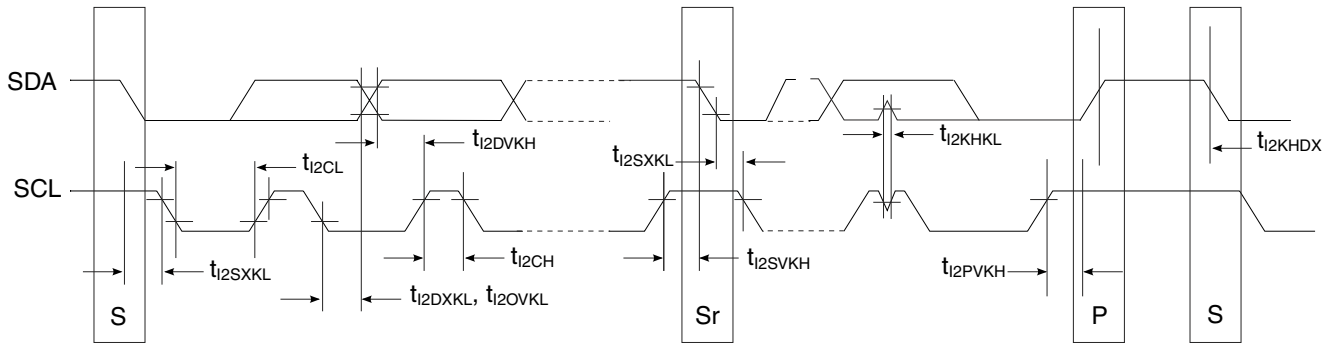 SDA
tI2DVKH
tI2KHKL
tI2KHDX
tI2CL
tI2SXKL
SCL
tI2SXKL
tI2CH
tI2SVKH
tI2PVKH
tI2DXKL, tI2OVKL
S
Sr
P
S